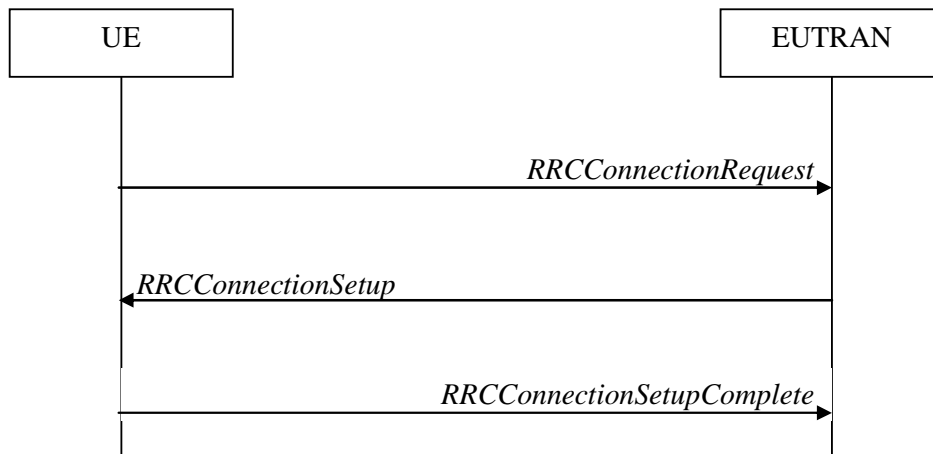 UE
EUTRAN
RRCConnectionRequest
RRCConnectionSetup
RRCConnectionSetupComplete